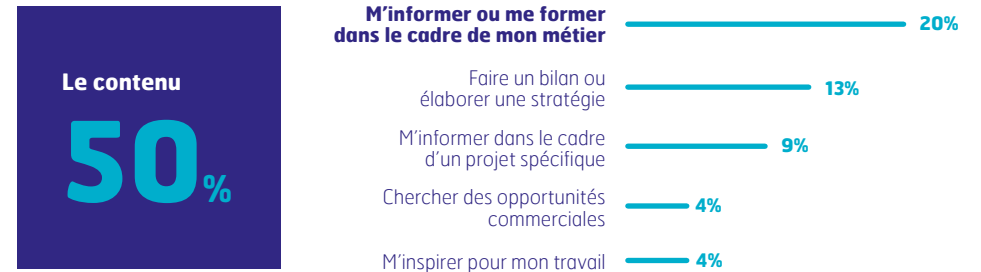 Le contenu
50%
M'informer ou me former
dans le cadre de mon métier
20%
Faire un bilan ou
élaborer une stratégie
13%
M'informer dans le cadre
d'un projet spécifique
9%
Chercher des opportunités
commerciales
4%
M'inspirer pour mon travail
4%